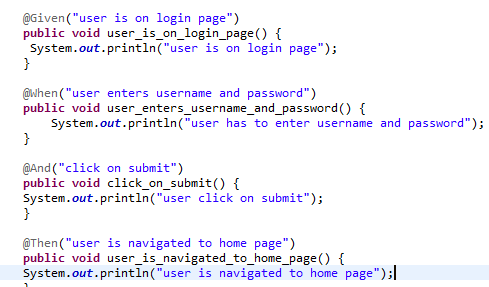 @Given("user is on login page")
public void user_is_on_login_page() {
System.out.println("user is on login page");
}
@When("user enters username and password")
public void user_enters_username_and_password() {
System.out.println("user has to enter username and password");
}
@And("click on submit")
public void click_on_submit() {
System.out.println("user click on submit");
}
@Then("user is navigated to home page")
public void user_is_navigated_to_home_page() {
System.out.println("user is navigated to home page");
}